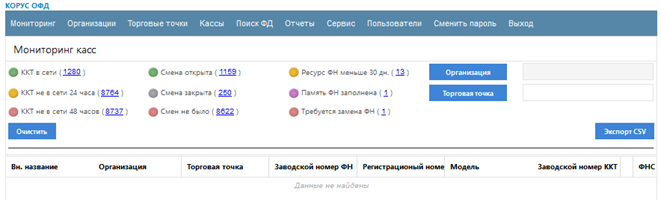 КОРУС ОФД
Мониторинг Организации Торговые точки Кассы Поиск ФД Отчеты Сервис Пользователи Сменить пароль Выход
Мониторинг касс
ККТ в сети ( 1280 ) Смена открыта ( 1159 ) Ресурс ФН меньше 30 дн. ( 13 ) Организация
ККТ не в сети 24 часа ( 8764 ) Смена закрыта ( 250 ) Память ФН заполнена ( 1 ) Торговая точка
ККТ не в сети 48 часов ( 8737 ) Смен не было ( 8622 ) Требуется замена ФН ( 1 )
Очистить Экспорт CSV
Вн. название Организация Торговая точка Заводской номер ФН Регистрационый номе Модель Заводской номер ККТ ФНС
Данные не найдены